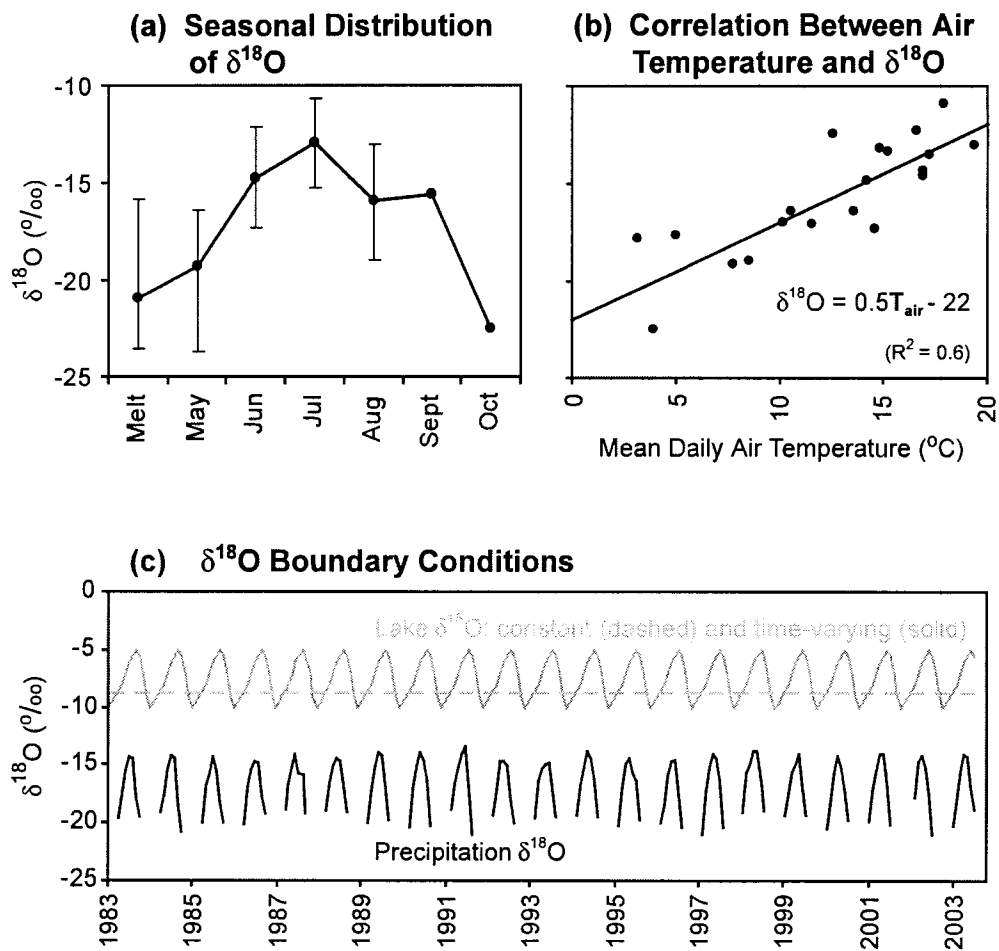 (a) Seasonal Distribution
of δ¹⁸O
-10
-15
-20
-25
δ¹⁸O (º/oo)
Melt
May
Jun
Jul
Aug
Sept
Oct
(b) Correlation Between Air
Temperature and δ¹⁸O
δ¹⁸O = 0.5Tair - 22
(R² = 0.6)
0
5
10
15
20
Mean Daily Air Temperature (ºC)
(c) δ¹⁸O Boundary Conditions
0
-5
-10
-15
-20
-25
δ¹⁸O (º/oo)
Lake δ¹⁸O: constant (dashed) and time-varying (solid)
Precipitation δ¹⁸O
1983
1985
1987
1989
1991
1993
1995
1997
1999
2001
2003